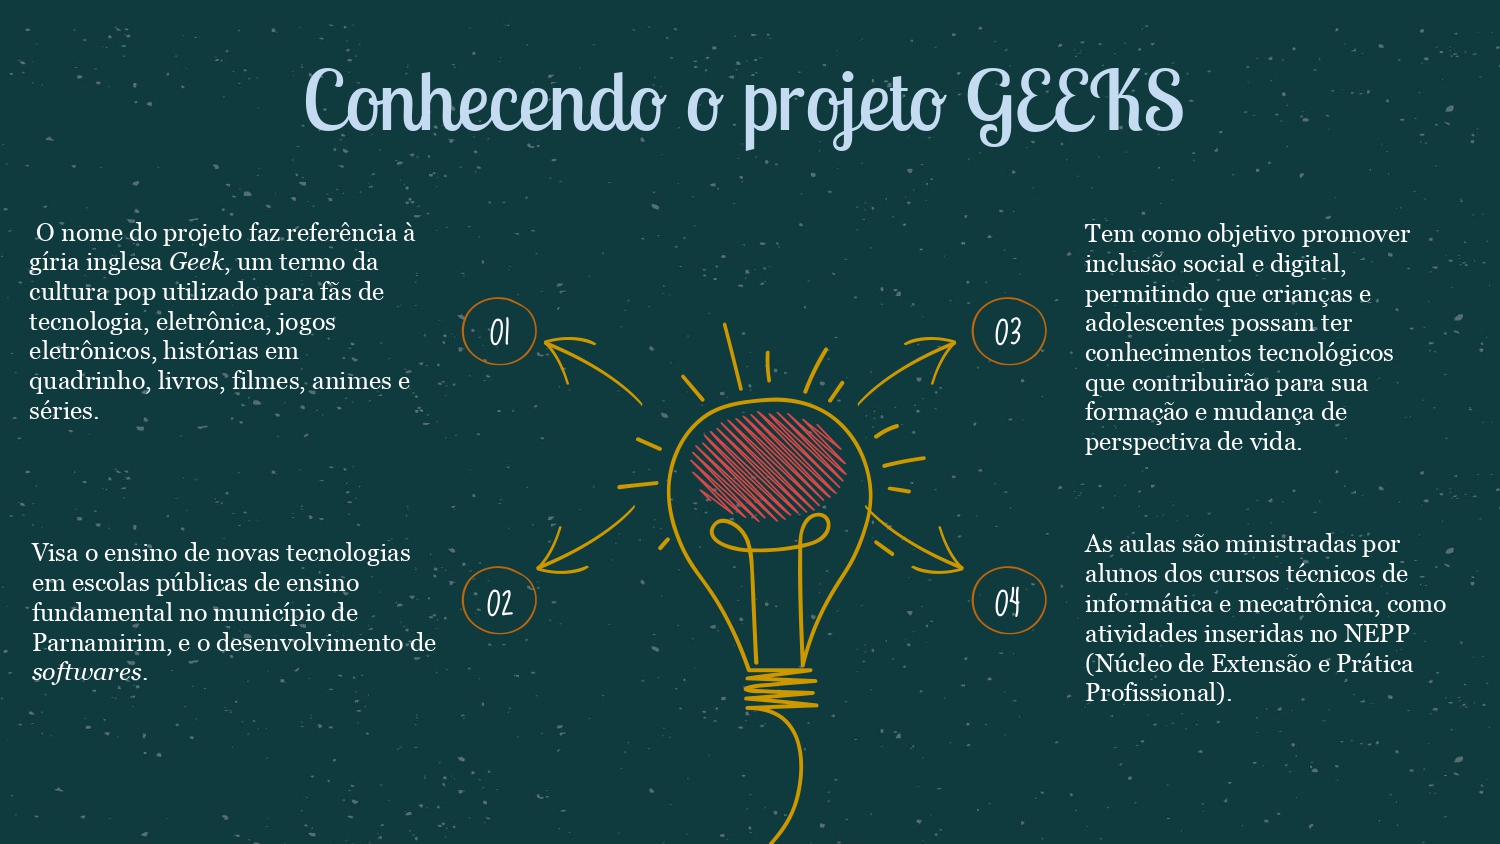 Conhecendo o projeto GEEKS
O nome do projeto faz referência à
gíria inglesa Geek, um termo da
cultura pop utilizado para fãs de
tecnologia, eletrônica, jogos
eletrônicos, histórias em
quadrinho, livros, filmes, animes e
séries.
01
Visa o ensino de novas tecnologias
em escolas públicas de ensino
fundamental no município de
Parnamirim, e o desenvolvimento de
softwares.
02
03
Tem como objetivo promover
inclusão social e digital,
permitindo que crianças e
adolescentes possam ter
conhecimentos tecnológicos
que contribuirão para sua
formação e mudança de
perspectiva de vida.
04
As aulas são ministradas por
alunos dos cursos técnicos de
informática e mecatrônica, como
atividades inseridas no NEPP
(Núcleo de Extensão e Prática
Profissional).